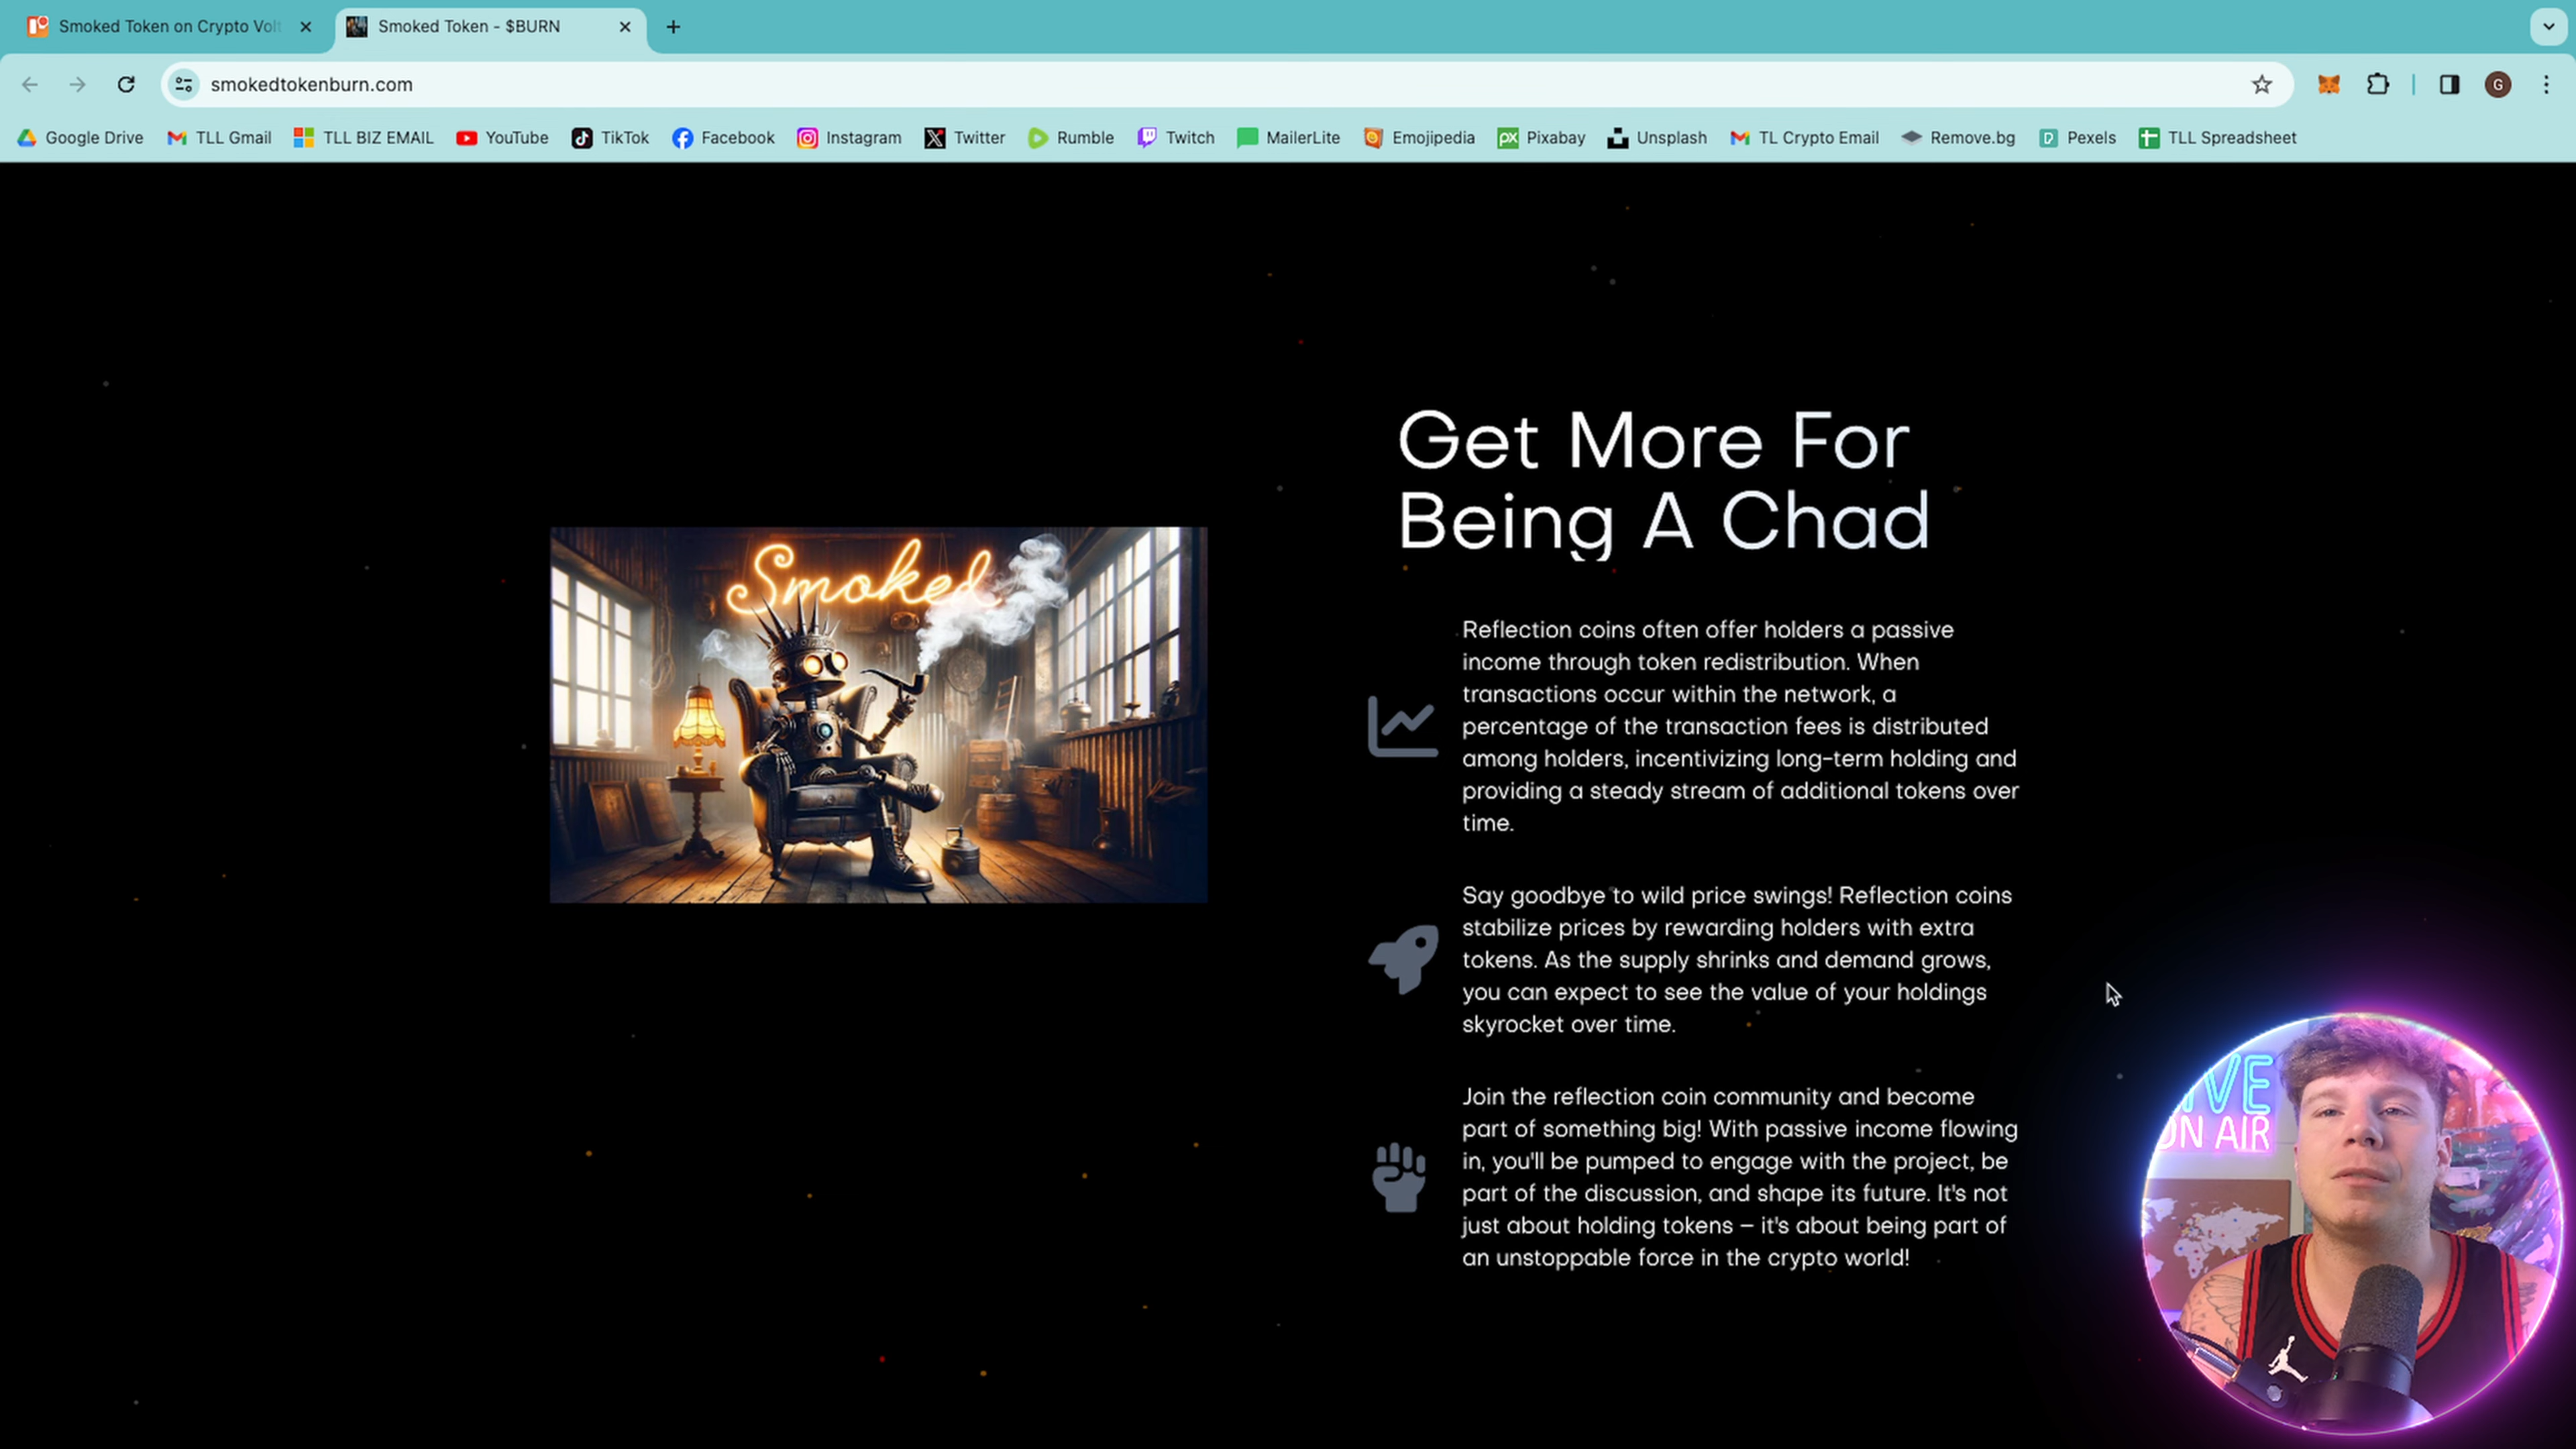 Smoked Token on Crypto Volt
Smoked Token - $BURN
smokedtokenburn.com
G
Google Drive
TLL Gmail
TLL BIZ EMAIL
YouTube
TikTok
Facebook
Instagram
Twitter
Rumble
Twitch
MailerLite
Emojipedia
px
Pixabay
Unsplash
TL Crypto Email
Remove.bg
Pexels
TLL Spreadsheet
Smoked
Get More For
Being A Chad
Reflection coins often offer holders a passive
income through token redistribution. When
transactions occur within the network, a
percentage of the transaction fees is distributed
among holders, incentivizing long-term holding and
providing a steady stream of additional tokens over
time.
Say goodbye to wild price swings! Reflection coins
stabilize prices by rewarding holders with extra
tokens. As the supply shrinks and demand grows,
you can expect to see the value of your holdings
skyrocket over time.
Join the reflection coin community and become
part of something big! With passive income flowing
in, you'll be pumped to engage with the project, be
part of the discussion, and shape its future. It's not
just about holding tokens – it's about being part of
an unstoppable force in the crypto world!
IVE
ON AIR